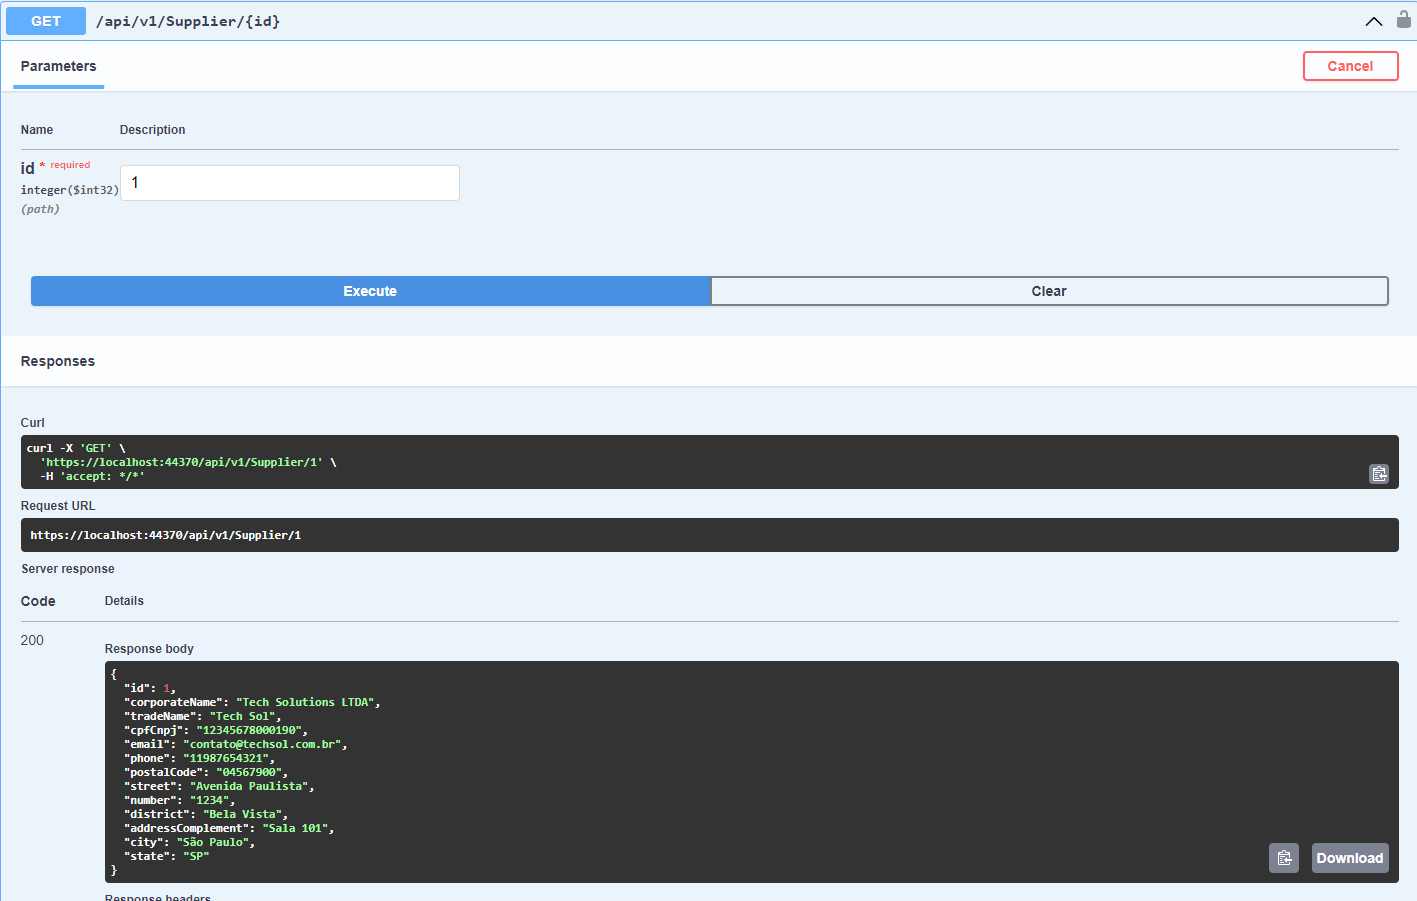 GET /api/v1/Supplier/{id}
Parameters
Cancel
Name Description
id * required
integer($int32)
(path)
1
Execute Clear
Responses
Curl
curl -X 'GET' \
  'https://localhost:44370/api/v1/Supplier/1' \
  -H 'accept: */*'
Request URL
https://localhost:44370/api/v1/Supplier/1
Server response
Code Details
200
Response body
{
  "id": 1,
  "corporateName": "Tech Solutions LTDA",
  "tradeName": "Tech Sol",
  "cpfCnpj": "12345678000190",
  "email": "contato@techsol.com.br",
  "phone": "11987654321",
  "postalCode": "04567900",
  "street": "Avenida Paulista",
  "number": "1234",
  "district": "Bela Vista",
  "addressComplement": "Sala 101",
  "city": "São Paulo",
  "state": "SP"
}
Download
Response headers